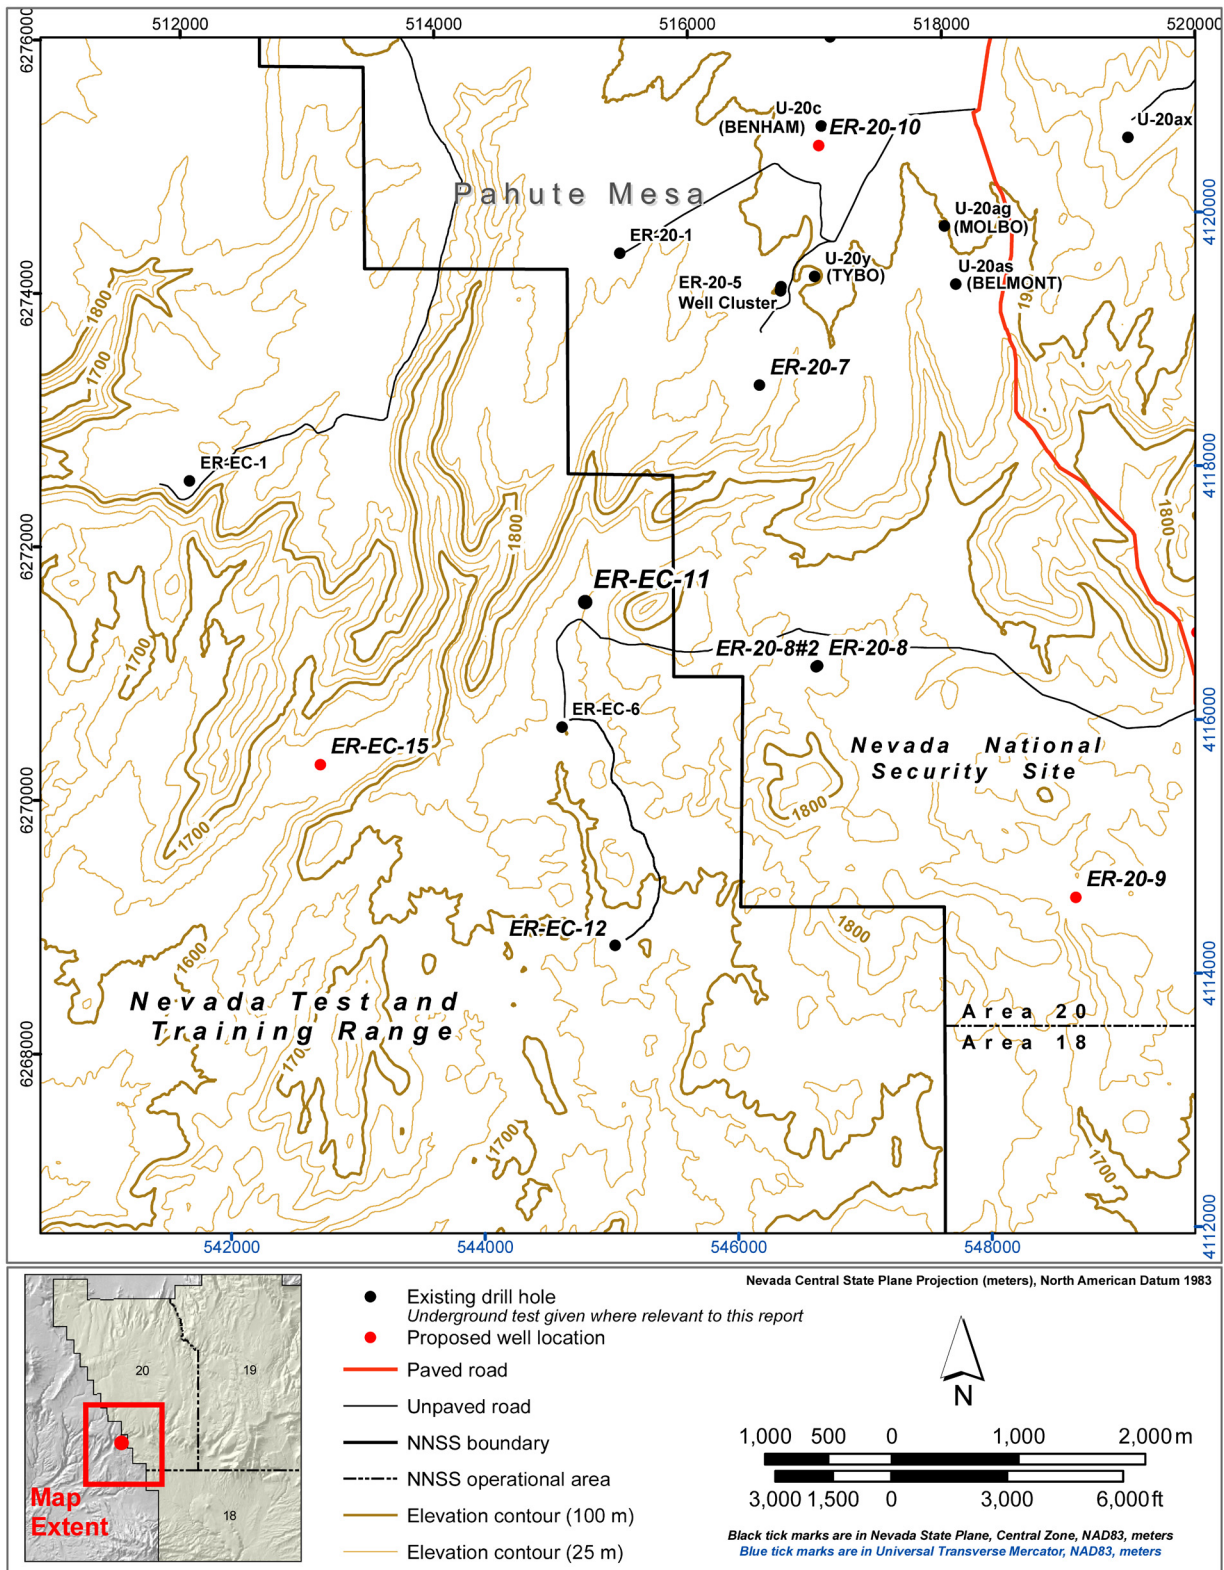 512000
514000
516000
518000
520000
6276000
6274000
6272000
6270000
6268000
4120000
4118000
4116000
4114000
4112000
542000
544000
546000
548000
U-20c
(BENHAM)
ER-20-10
U-20ax
Pahute Mesa
U-20ag
(MOLBO)
ER-20-1
U-20y
(TYBO)
U-20as
(BELMONT)
ER-20-5
Well Cluster
1800
1700
ER-20-7
ER-EC-1
1800
1800
ER-EC-11
ER-20-8#2
ER-20-8
1700
ER-EC-6
ER-EC-15
Nevada National
Security Site
1800
1700
ER-20-9
ER-EC-12
1800
1600
Nevada Test and
Training Range
Area 20
Area 18
1700
1700
Map
Extent
20
19
18
Existing drill hole
Underground test given where relevant to this report
Proposed well location
Paved road
Unpaved road
NNSS boundary
NNSS operational area
Elevation contour (100 m)
Elevation contour (25 m)
Nevada Central State Plane Projection (meters), North American Datum 1983
N
1,000 500 0 1,000 2,000 m
3,000 1,500 0 3,000 6,000 ft
Black tick marks are in Nevada State Plane, Central Zone, NAD83, meters
Blue tick marks are in Universal Transverse Mercator, NAD83, meters